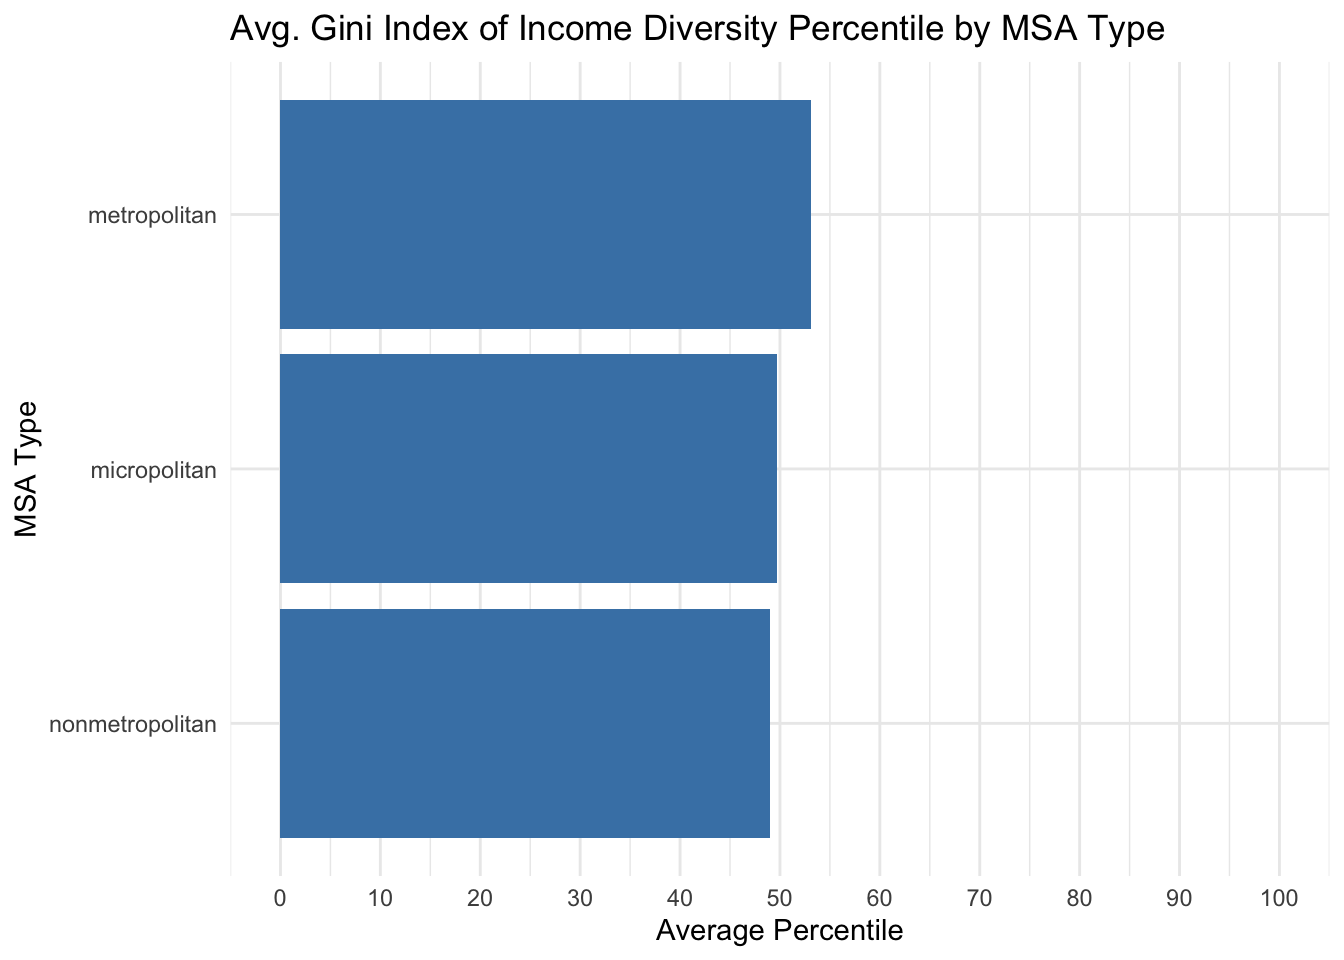 Avg. Gini Index of Income Diversity Percentile by MSA Type
MSA Type
metropolitan
micropolitan
nonmetropolitan
0 10 20 30 40 50 60 70 80 90 100
Average Percentile